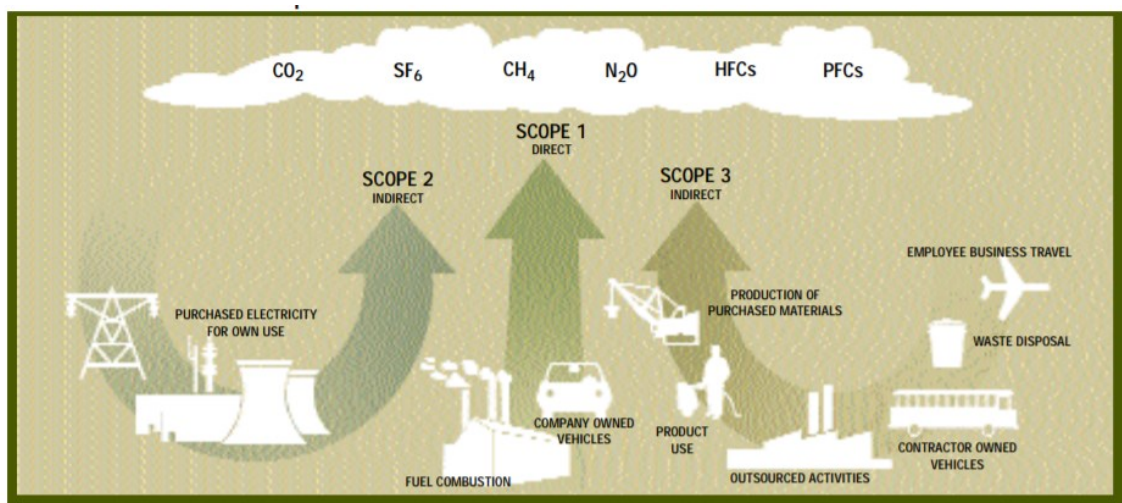 CO₂ SF₆ CH₄ N₂O HFCs PFCs
SCOPE 1
DIRECT
SCOPE 2
INDIRECT
SCOPE 3
INDIRECT
EMPLOYEE BUSINESS TRAVEL
PURCHASED ELECTRICITY
FOR OWN USE
PRODUCTION OF
PURCHASED MATERIALS
WASTE DISPOSAL
COMPANY OWNED
VEHICLES
PRODUCT
USE
CONTRACTOR OWNED
VEHICLES
FUEL COMBUSTION
OUTSOURCED ACTIVITIES